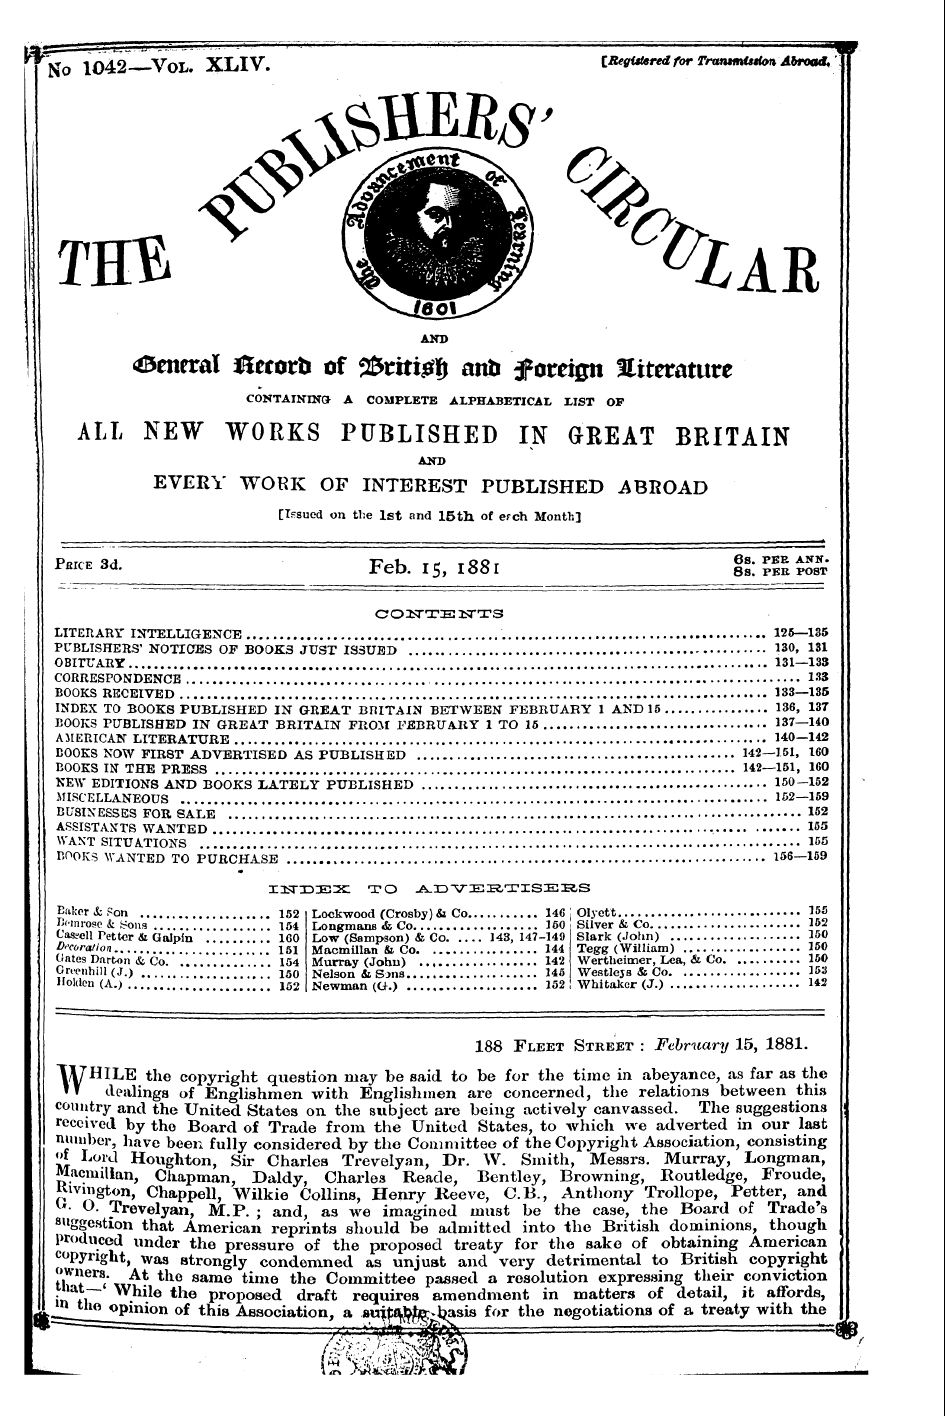 No 1042—Vol. XLIV.
[Registered for Transmission Abroad.
THE PUBLISHERS' CIRCULAR
The Advancement of Learning
1601
AND
General Record of British and Foreign Literature
CONTAINING A COMPLETE ALPHABETICAL LIST OF
ALL NEW WORKS PUBLISHED IN GREAT BRITAIN
AND
EVERY WORK OF INTEREST PUBLISHED ABROAD
[Issued on the 1st and 15th of each Month]
PRICE 3d.
Feb. 15, 1881
6s. PER ANN.
8s. PER POST
CONTENTS
LITERARY INTELLIGENCE ........ 125—135
PUBLISHERS' NOTICES OF BOOKS JUST ISSUED ........ 130, 131
OBITUARY ........ 131—133
CORRESPONDENCE ........ 133
BOOKS RECEIVED ........ 133—135
INDEX TO BOOKS PUBLISHED IN GREAT BRITAIN BETWEEN FEBRUARY 1 AND 15 ........ 136, 137
BOOKS PUBLISHED IN GREAT BRITAIN FROM FEBRUARY 1 TO 15 ........ 137—140
AMERICAN LITERATURE ........ 140—142
BOOKS NOW FIRST ADVERTISED AS PUBLISHED ........ 142—151, 160
BOOKS IN THE PRESS ........ 142—151, 160
NEW EDITIONS AND BOOKS LATELY PUBLISHED ........ 150—152
MISCELLANEOUS ........ 152—159
BUSINESSES FOR SALE ........ 152
ASSISTANTS WANTED ........ 155
WANT SITUATIONS ........ 155
BOOKS WANTED TO PURCHASE ........ 156—159
INDEX TO ADVERTISERS
Baker & Son ........ 152
Bemrose & Sons ........ 154
Cassell Petter & Galpin ........ 160
Decoration ........ 151
Gates Darton & Co. ........ 154
Greenhill (J.) ........ 150
Holden (A.) ........ 152
Lockwood (Crosby) & Co. ........ 146
Longmans & Co. ........ 150
Low (Sampson) & Co. .... 143, 147-149
Macmillan & Co. ........ 144
Murray (John) ........ 142
Nelson & Sons ........ 145
Newman (G.) ........ 152
Olyett ........ 155
Silver & Co. ........ 152
Slark (John) ........ 150
Tegg (William) ........ 150
Wertheimer, Lea, & Co. ........ 150
Westleys & Co. ........ 153
Whitaker (J.) ........ 142
188 FLEET STREET: February 15, 1881.
WHILE the copyright question may be said to be for the time in abeyance, as far as the
dealings of Englishmen with Englishmen are concerned, the relations between this
country and the United States on the subject are being actively canvassed. The suggestions
received by the Board of Trade from the United States, to which we adverted in our last
number, have been fully considered by the Committee of the Copyright Association, consisting
of Lord Houghton, Sir Charles Trevelyan, Dr. W. Smith, Messrs. Murray, Longman,
Macmillan, Chapman, Daldy, Charles Reade, Bentley, Browning, Routledge, Froude,
Rivington, Chappell, Wilkie Collins, Henry Reeve, C.B., Anthony Trollope, Petter, and
G. O. Trevelyan, M.P.; and, as we imagined must be the case, the Board of Trade's
suggestion that American reprints should be admitted into the British dominions, though
produced under the pressure of the proposed treaty for the sake of obtaining American
copyright, was strongly condemned as unjust and very detrimental to British copyright
owners. At the same time the Committee passed a resolution expressing their conviction
that—' While the proposed draft requires amendment in matters of detail, it affords,
in the opinion of this Association, a suitable basis for the negotiations of a treaty with the